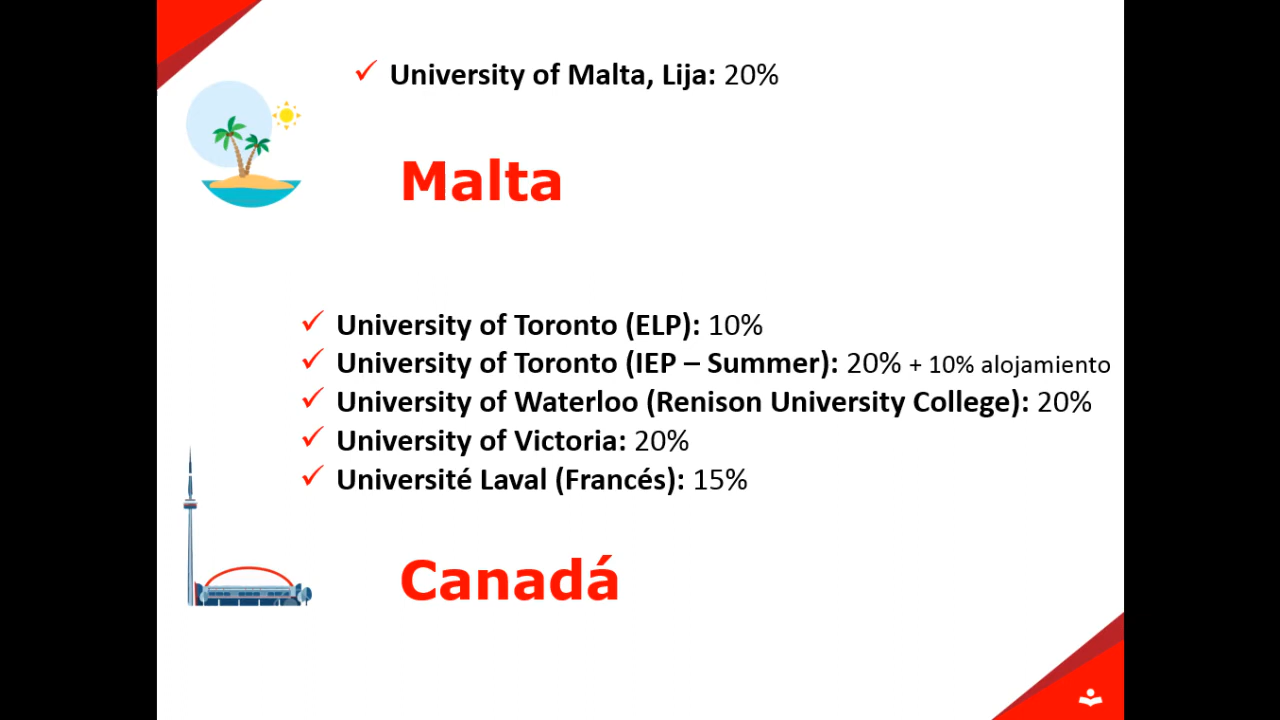 University of Malta, Lija: 20%
Malta
University of Toronto (ELP): 10%
University of Toronto (IEP – Summer): 20% + 10% alojamiento
University of Waterloo (Renison University College): 20%
University of Victoria: 20%
Université Laval (Francés): 15%
Canadá